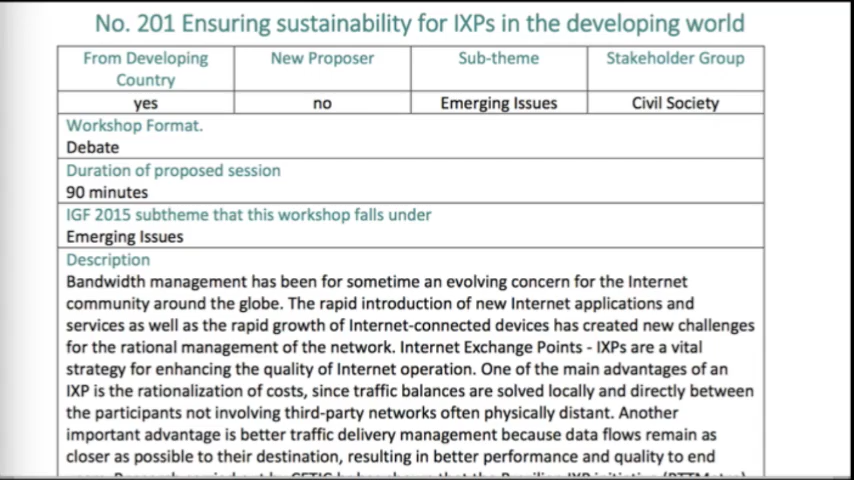 No. 201 Ensuring sustainability for IXPs in the developing world
From Developing Country
New Proposer
Sub-theme
Stakeholder Group
yes
no
Emerging Issues
Civil Society
Workshop Format.
Debate
Duration of proposed session
90 minutes
IGF 2015 subtheme that this workshop falls under
Emerging Issues
Description
Bandwidth management has been for sometime an evolving concern for the Internet
community around the globe. The rapid introduction of new Internet applications and
services as well as the rapid growth of Internet-connected devices has created new challenges
for the rational management of the network. Internet Exchange Points - IXPs are a vital
strategy for enhancing the quality of Internet operation. One of the main advantages of an
IXP is the rationalization of costs, since traffic balances are solved locally and directly between
the participants not involving third-party networks often physically distant. Another
important advantage is better traffic delivery management because data flows remain as
closer as possible to their destination, resulting in better performance and quality to end